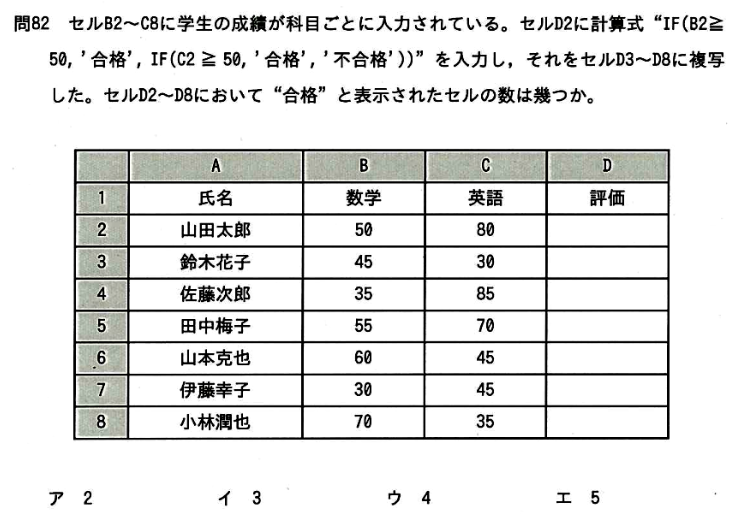 問82 セルB2～C8に学生の成績が科目ごとに入力されている。セルD2に計算式“IF(B2≧
50,'合格', IF(C2 ≧ 50,'合格','不合格'))”を入力し，それをセルD3～D8に複写
した。セルD2～D8において“合格”と表示されたセルの数は幾つか。
A B C D
1 氏名 数学 英語 評価
2 山田太郎 50 80
3 鈴木花子 45 30
4 佐藤次郎 35 85
5 田中梅子 55 70
6 山本克也 60 45
7 伊藤幸子 30 45
8 小林潤也 70 35
ア 2 イ 3 ウ 4 エ 5